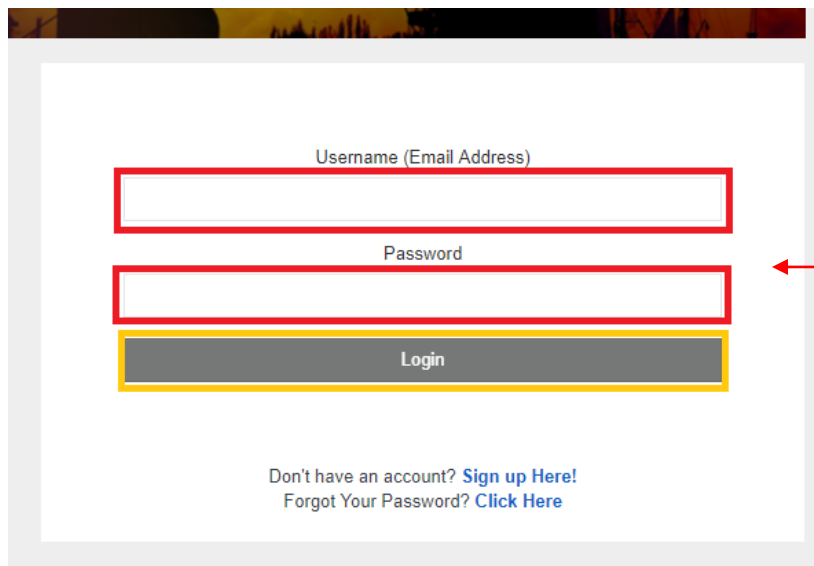 Username (Email Address)
Password
Login
Don't have an account? Sign up Here!
Forgot Your Password? Click Here